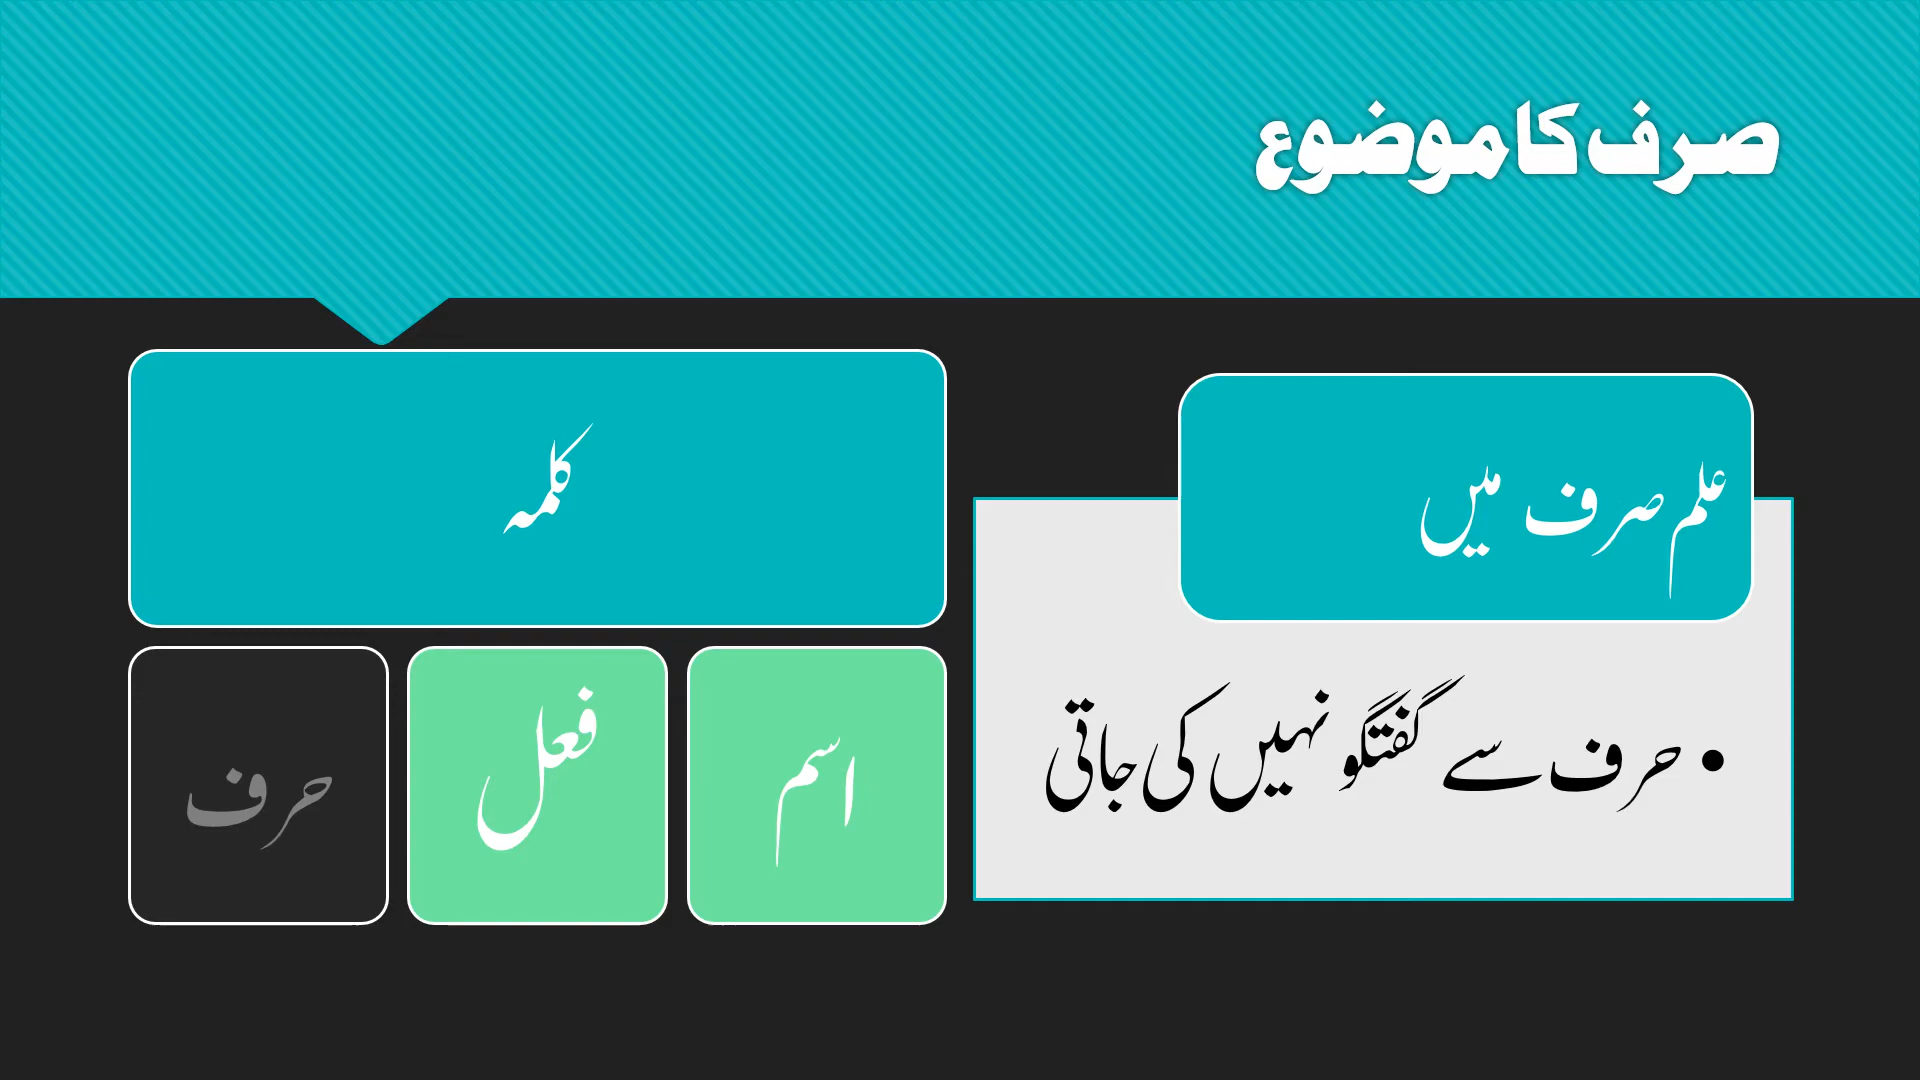 صرف کا موضوع
علم صرف میں
• حرف سے گفتگو نہیں کی جاتی
کلمہ
اسم
فعل
حرف